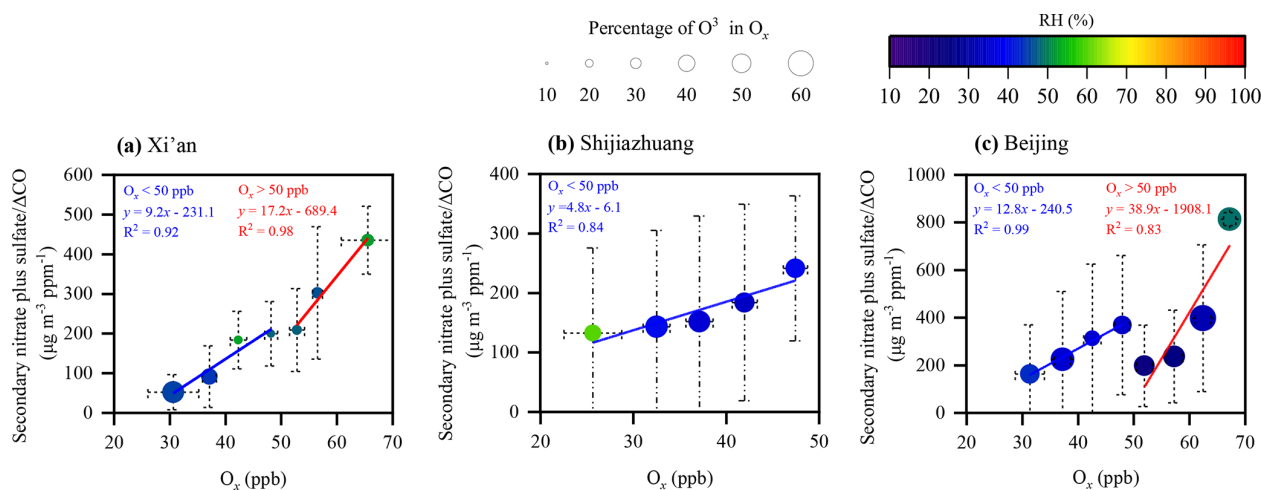 Percentage of O³ in Oₓ
10 20 30 40 50 60
RH (%)
10 20 30 40 50 60 70 80 90 100
(a) Xi’an
Secondary nitrate plus sulfate/ΔCO
(μg m⁻³ ppm⁻¹)
600
500
400
300
200
100
0
Oₓ < 50 ppb
y = 9.2x - 231.1
R² = 0.92
Oₓ > 50 ppb
y = 17.2x - 689.4
R² = 0.98
20 30 40 50 60 70
Oₓ (ppb)
(b) Shijiazhuang
Secondary nitrate plus sulfate/ΔCO
(μg m⁻³ ppm⁻¹)
400
300
200
100
0
Oₓ < 50 ppb
y =4.8x - 6.1
R² = 0.84
20 30 40 50
Oₓ (ppb)
(c) Beijing
Secondary nitrate plus sulfate/ΔCO
(μg m⁻³ ppm⁻¹)
1000
800
600
400
200
0
Oₓ < 50 ppb
y = 12.8x - 240.5
R² = 0.99
Oₓ > 50 ppb
y =38.9x - 1908.1
R² = 0.83
20 30 40 50 60 70
Oₓ (ppb)